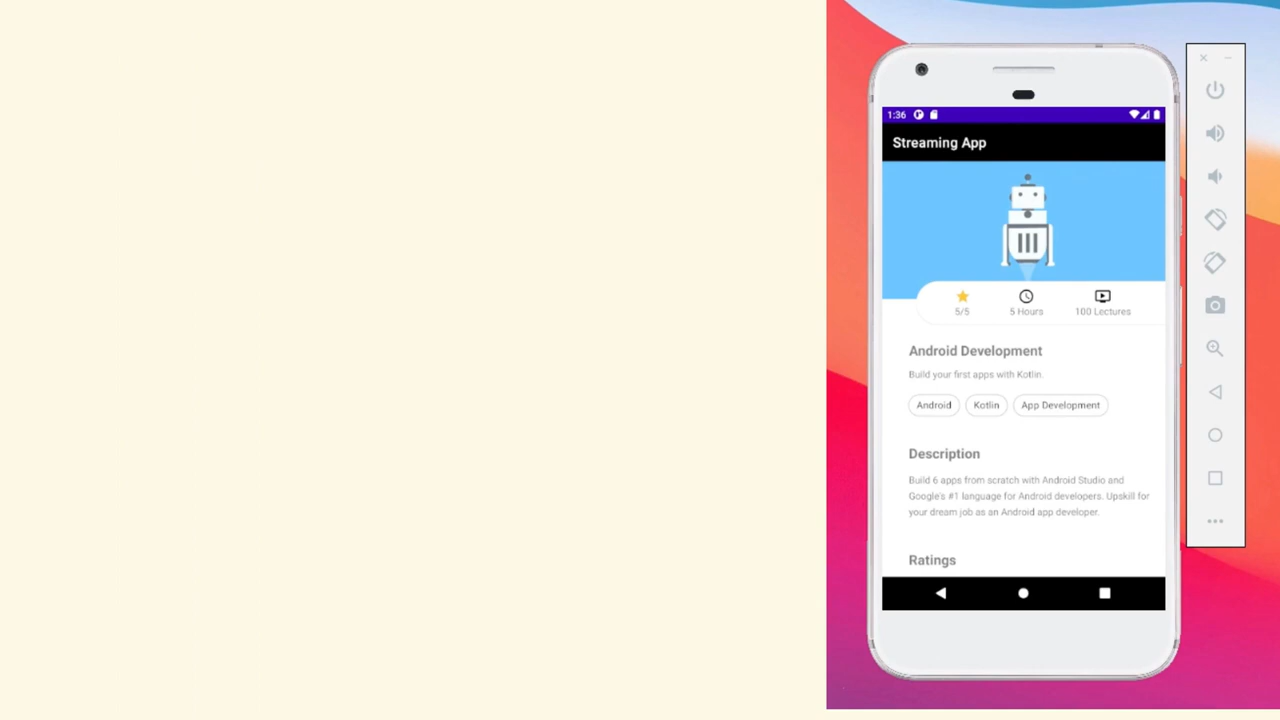 1:36
Streaming App
5/5
5 Hours
100 Lectures
Android Development
Build your first apps with Kotlin.
Android
Kotlin
App Development
Description
Build 6 apps from scratch with Android Studio and
Google's #1 language for Android developers. Upskill for
your dream job as an Android app developer.
Ratings